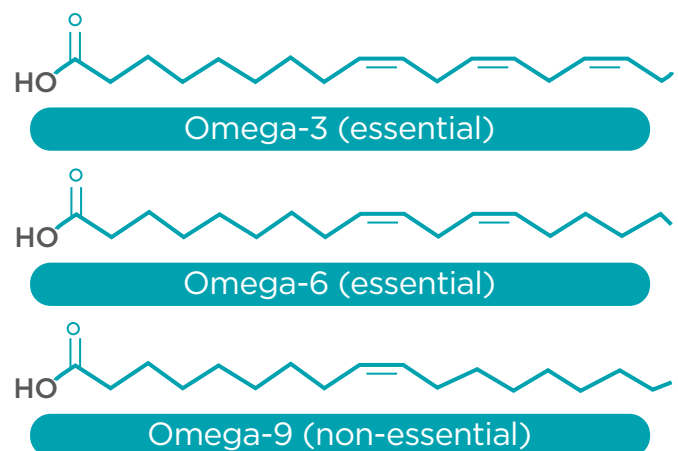 O
HO
Omega-3 (essential)
O
HO
Omega-6 (essential)
O
HO
Omega-9 (non-essential)